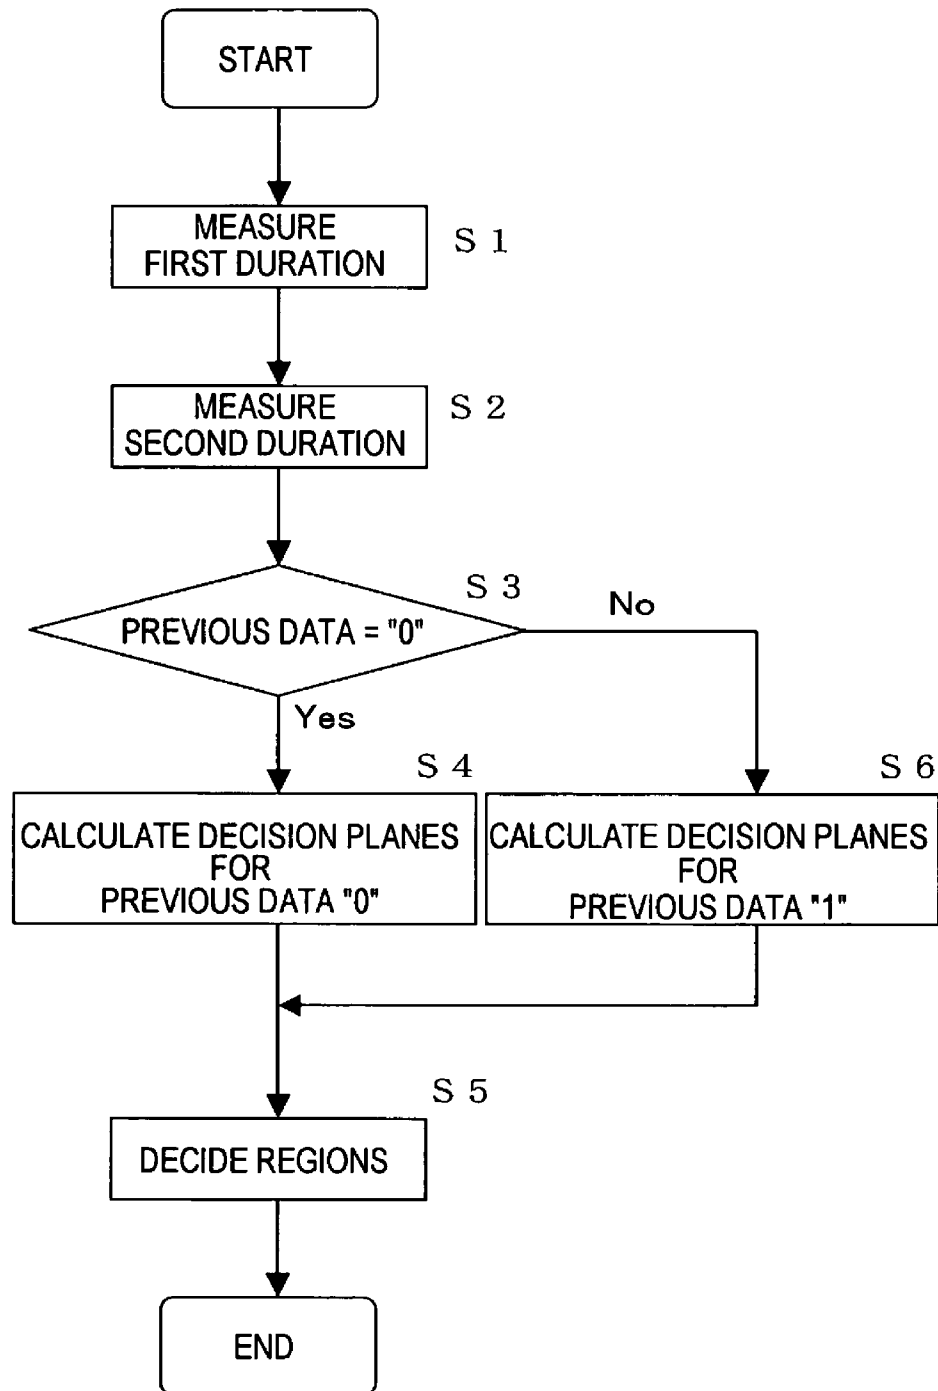 START
MEASURE
FIRST DURATION
S 1
MEASURE
SECOND DURATION
S 2
S 3
PREVIOUS DATA = "0"
No
Yes
S 4
CALCULATE DECISION PLANES
FOR
PREVIOUS DATA "0"
S 6
CALCULATE DECISION PLANES
FOR
PREVIOUS DATA "1"
S 5
DECIDE REGIONS
END